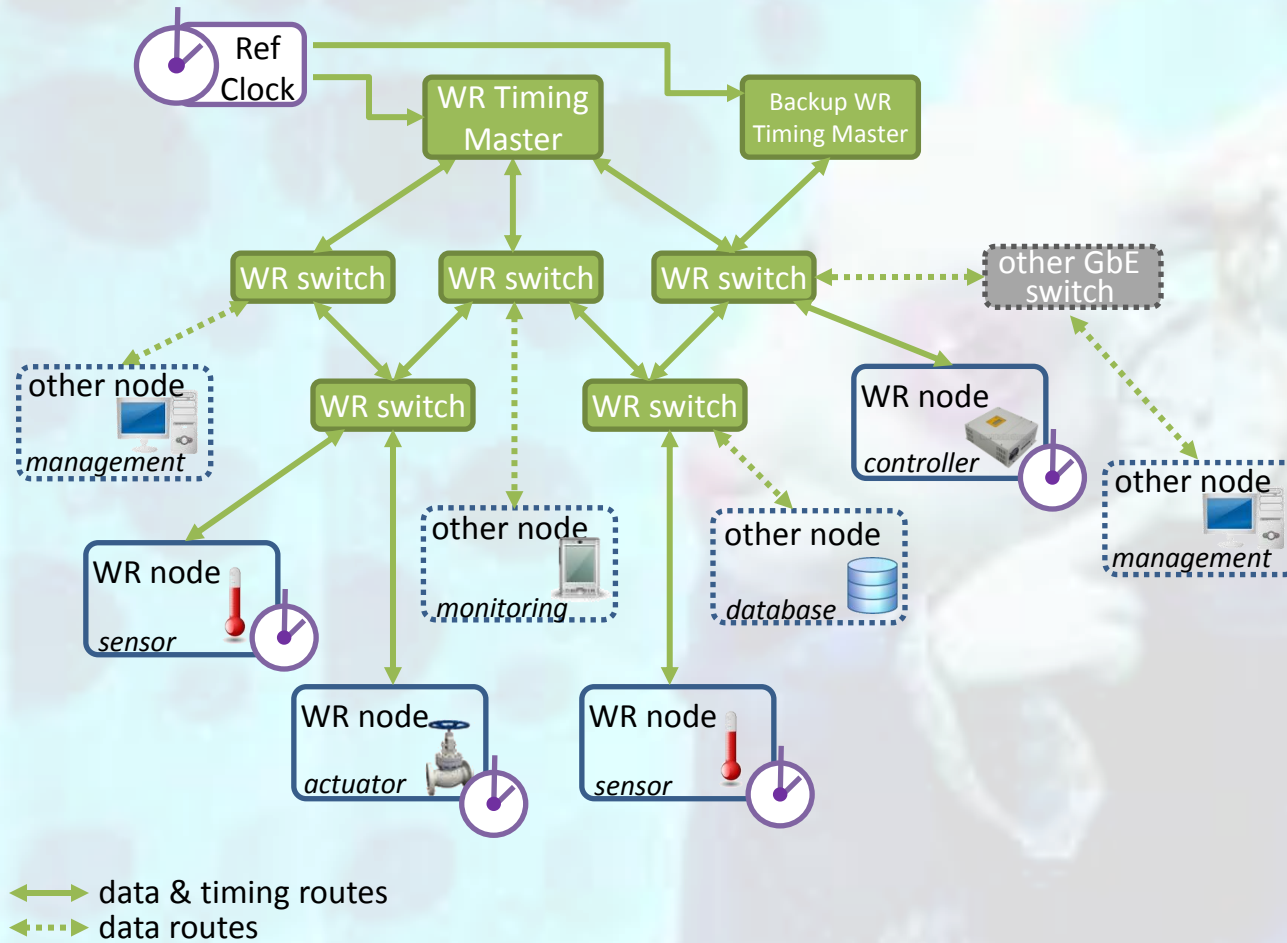 Ref
Clock
WR Timing
Master
Backup WR
Timing Master
WR switch
WR switch
WR switch
other GbE
switch
other node
management
WR switch
WR switch
WR node
controller
other node
management
WR node
sensor
other node
monitoring
other node
database
WR node
actuator
WR node
sensor
data & timing routes
data routes